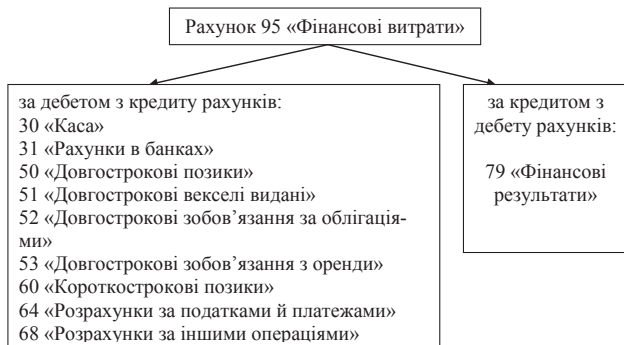 Рахунок 95 «Фінансові витрати»
за дебетом з кредиту рахунків:
30 «Каса»
31 «Рахунки в банках»
50 «Довгострокові позики»
51 «Довгострокові векселі видані»
52 «Довгострокові зобов’язання за облігація-
ми»
53 «Довгострокові зобов’язання з оренди»
60 «Короткострокові позики»
64 «Розрахунки за податками й платежами»
68 «Розрахунки за іншими операціями»
за кредитом з
дебету рахунків:
79 «Фінансові
результати»